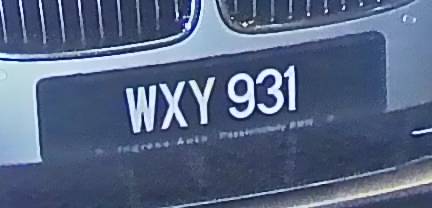 WXY 931
Ingress Auto Passionately BMW